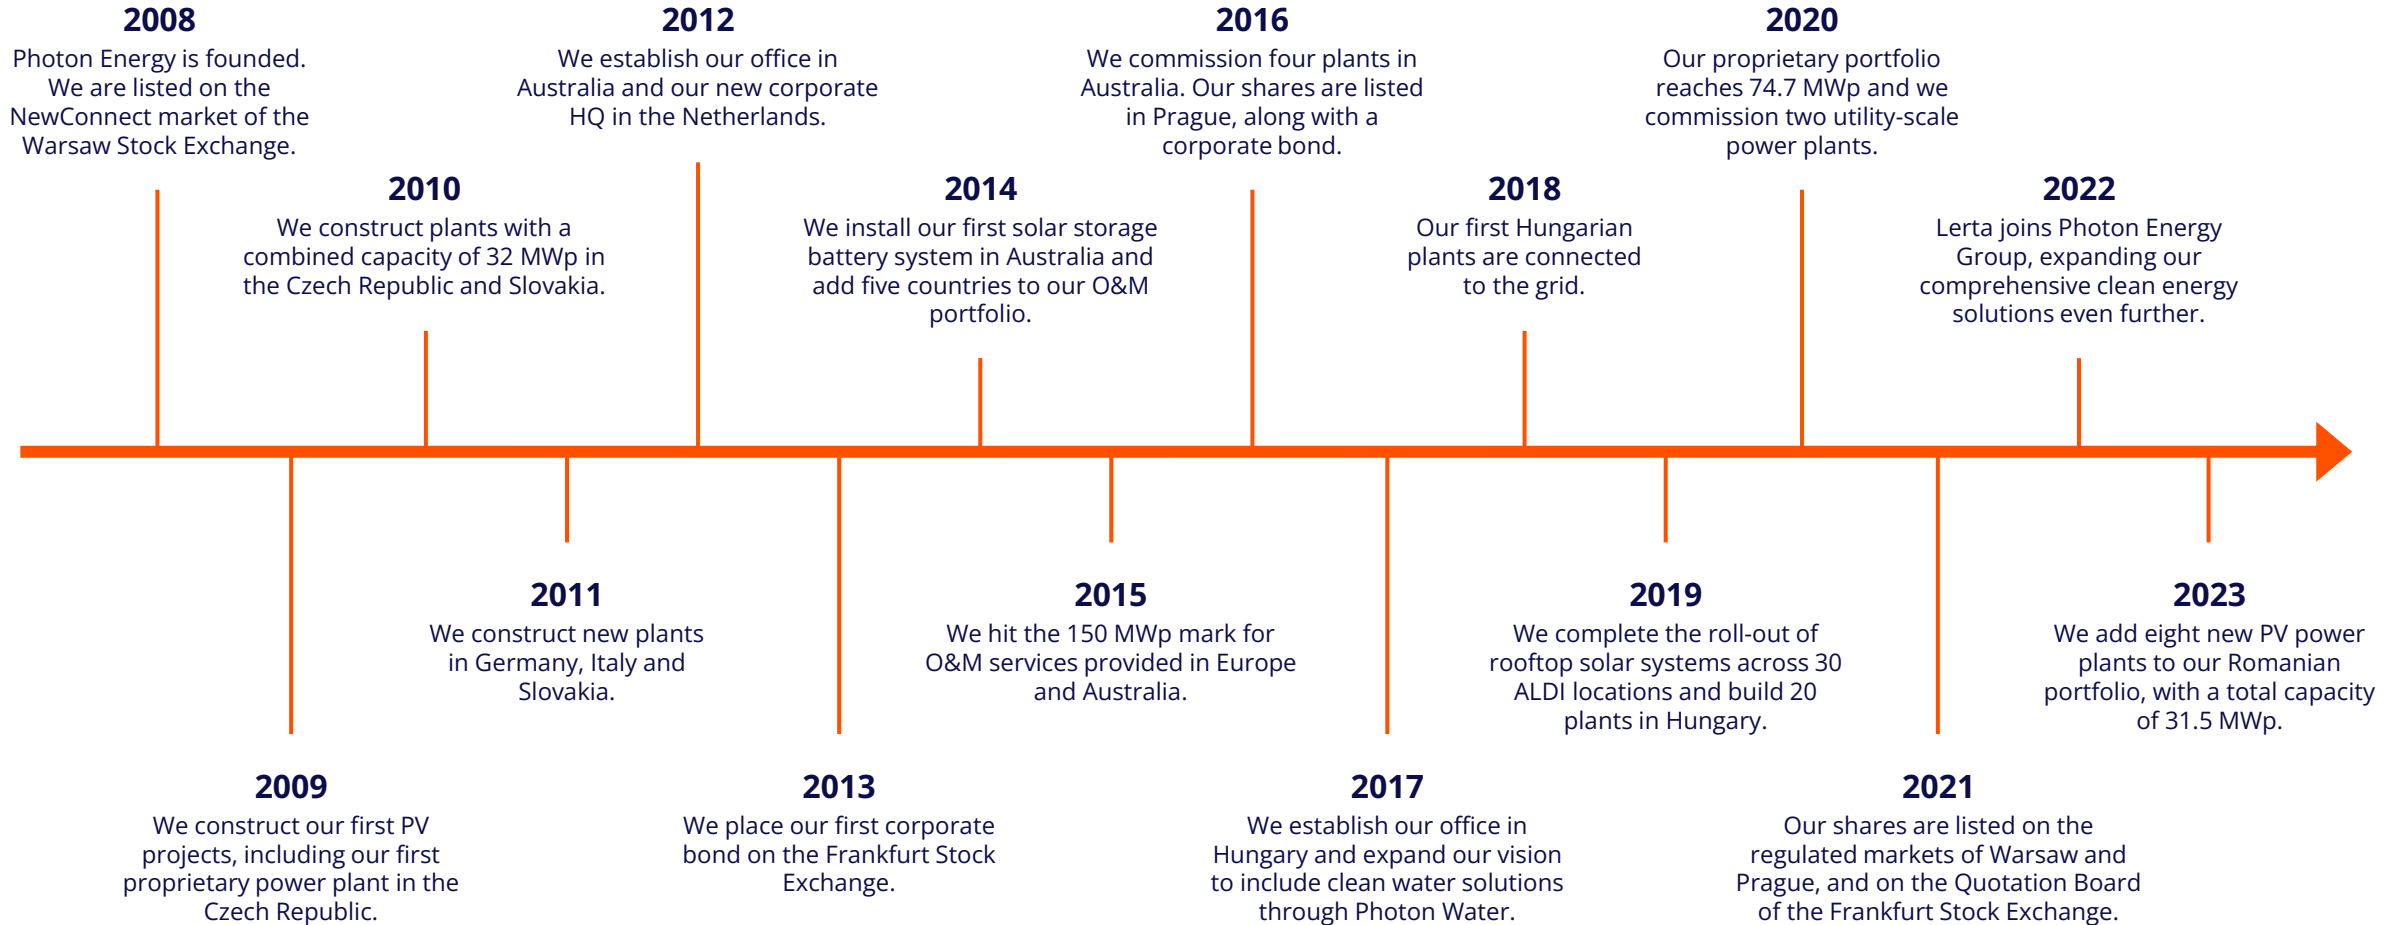 2008
Photon Energy is founded.
We are listed on the
NewConnect market of the
Warsaw Stock Exchange.
2012
We establish our office in
Australia and our new corporate
HQ in the Netherlands.
2016
We commission four plants in
Australia. Our shares are listed
in Prague, along with a
corporate bond.
2020
Our proprietary portfolio
reaches 74.7 MWp and we
commission two utility-scale
power plants.
2010
We construct plants with a
combined capacity of 32 MWp in
the Czech Republic and Slovakia.
2014
We install our first solar storage
battery system in Australia and
add five countries to our O&M
portfolio.
2018
Our first Hungarian
plants are connected
to the grid.
2022
Lerta joins Photon Energy
Group, expanding our
comprehensive clean energy
solutions even further.
2011
We construct new plants
in Germany, Italy and
Slovakia.
2015
We hit the 150 MWp mark for
O&M services provided in Europe
and Australia.
2019
We complete the roll-out of
rooftop solar systems across 30
ALDI locations and build 20
plants in Hungary.
2023
We add eight new PV power
plants to our Romanian
portfolio, with a total capacity
of 31.5 MWp.
2009
We construct our first PV
projects, including our first
proprietary power plant in the
Czech Republic.
2013
We place our first corporate
bond on the Frankfurt Stock
Exchange.
2017
We establish our office in
Hungary and expand our vision
to include clean water solutions
through Photon Water.
2021
Our shares are listed on the
regulated markets of Warsaw and
Prague, and on the Quotation Board
of the Frankfurt Stock Exchange.